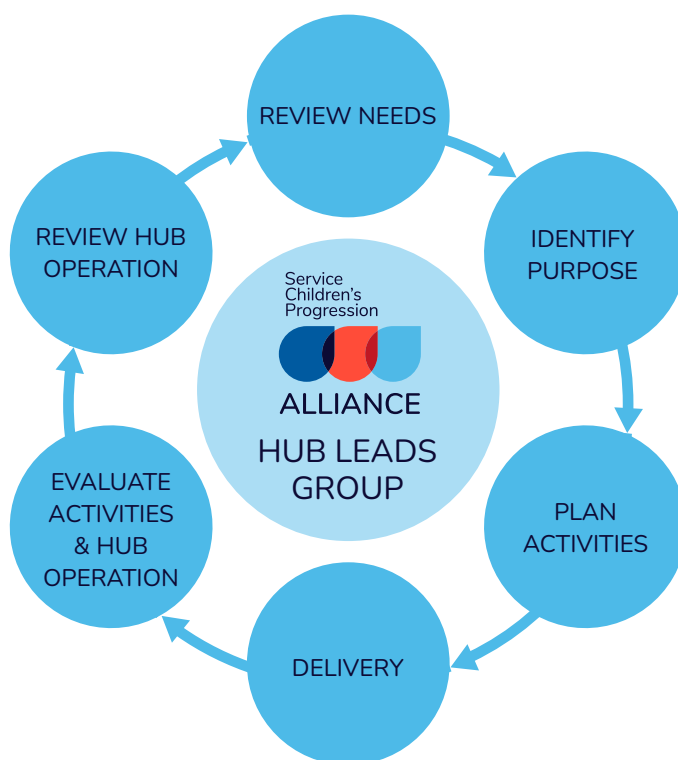 REVIEW NEEDS
IDENTIFY
PURPOSE
PLAN
ACTIVITIES
DELIVERY
EVALUATE
ACTIVITIES
& HUB
OPERATION
REVIEW HUB
OPERATION
Service
Children's
Progression
ALLIANCE
HUB LEADS
GROUP